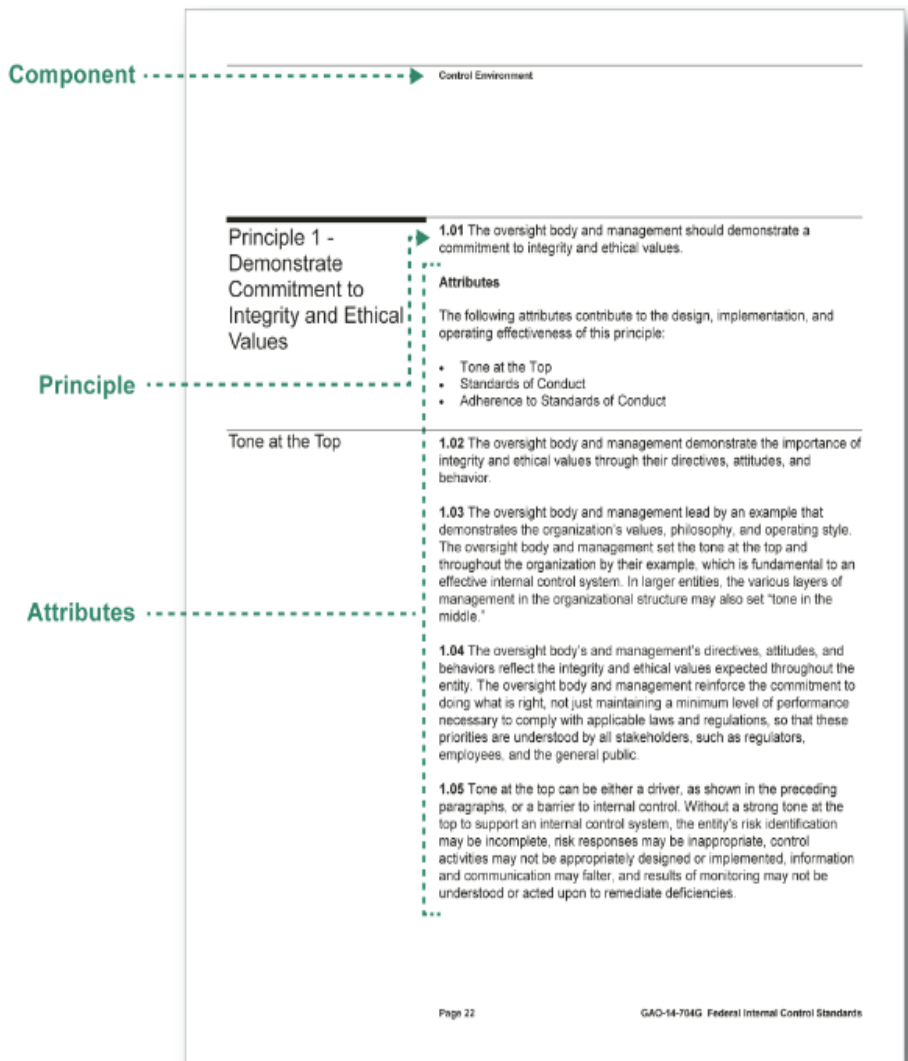 Component
Control Environment
Principle 1 -
Demonstrate
Commitment to
Integrity and Ethical
Values
1.01 The oversight body and management should demonstrate a
commitment to integrity and ethical values.
Attributes
The following attributes contribute to the design, implementation, and
operating effectiveness of this principle:
• Tone at the Top
• Standards of Conduct
• Adherence to Standards of Conduct
Principle
Tone at the Top
1.02 The oversight body and management demonstrate the importance of
integrity and ethical values through their directives, attitudes, and
behavior.
1.03 The oversight body and management lead by an example that
demonstrates the organization's values, philosophy, and operating style.
The oversight body and management set the tone at the top and
throughout the organization by their example, which is fundamental to an
effective internal control system. In larger entities, the various layers of
management in the organizational structure may also set "tone in the
middle."
Attributes
1.04 The oversight body's and management's directives, attitudes, and
behaviors reflect the integrity and ethical values expected throughout the
entity. The oversight body and management reinforce the commitment to
doing what is right, not just maintaining a minimum level of performance
necessary to comply with applicable laws and regulations, so that these
priorities are understood by all stakeholders, such as regulators,
employees, and the general public.
1.05 Tone at the top can be either a driver, as shown in the preceding
paragraphs, or a barrier to internal control. Without a strong tone at the
top to support an internal control system, the entity's risk identification
may be incomplete, risk responses may be inappropriate, control
activities may not be appropriately designed or implemented, information
and communication may falter, and results of monitoring may not be
understood or acted upon to remediate deficiencies.
Page 22
GAO-14-704G Federal Internal Control Standards